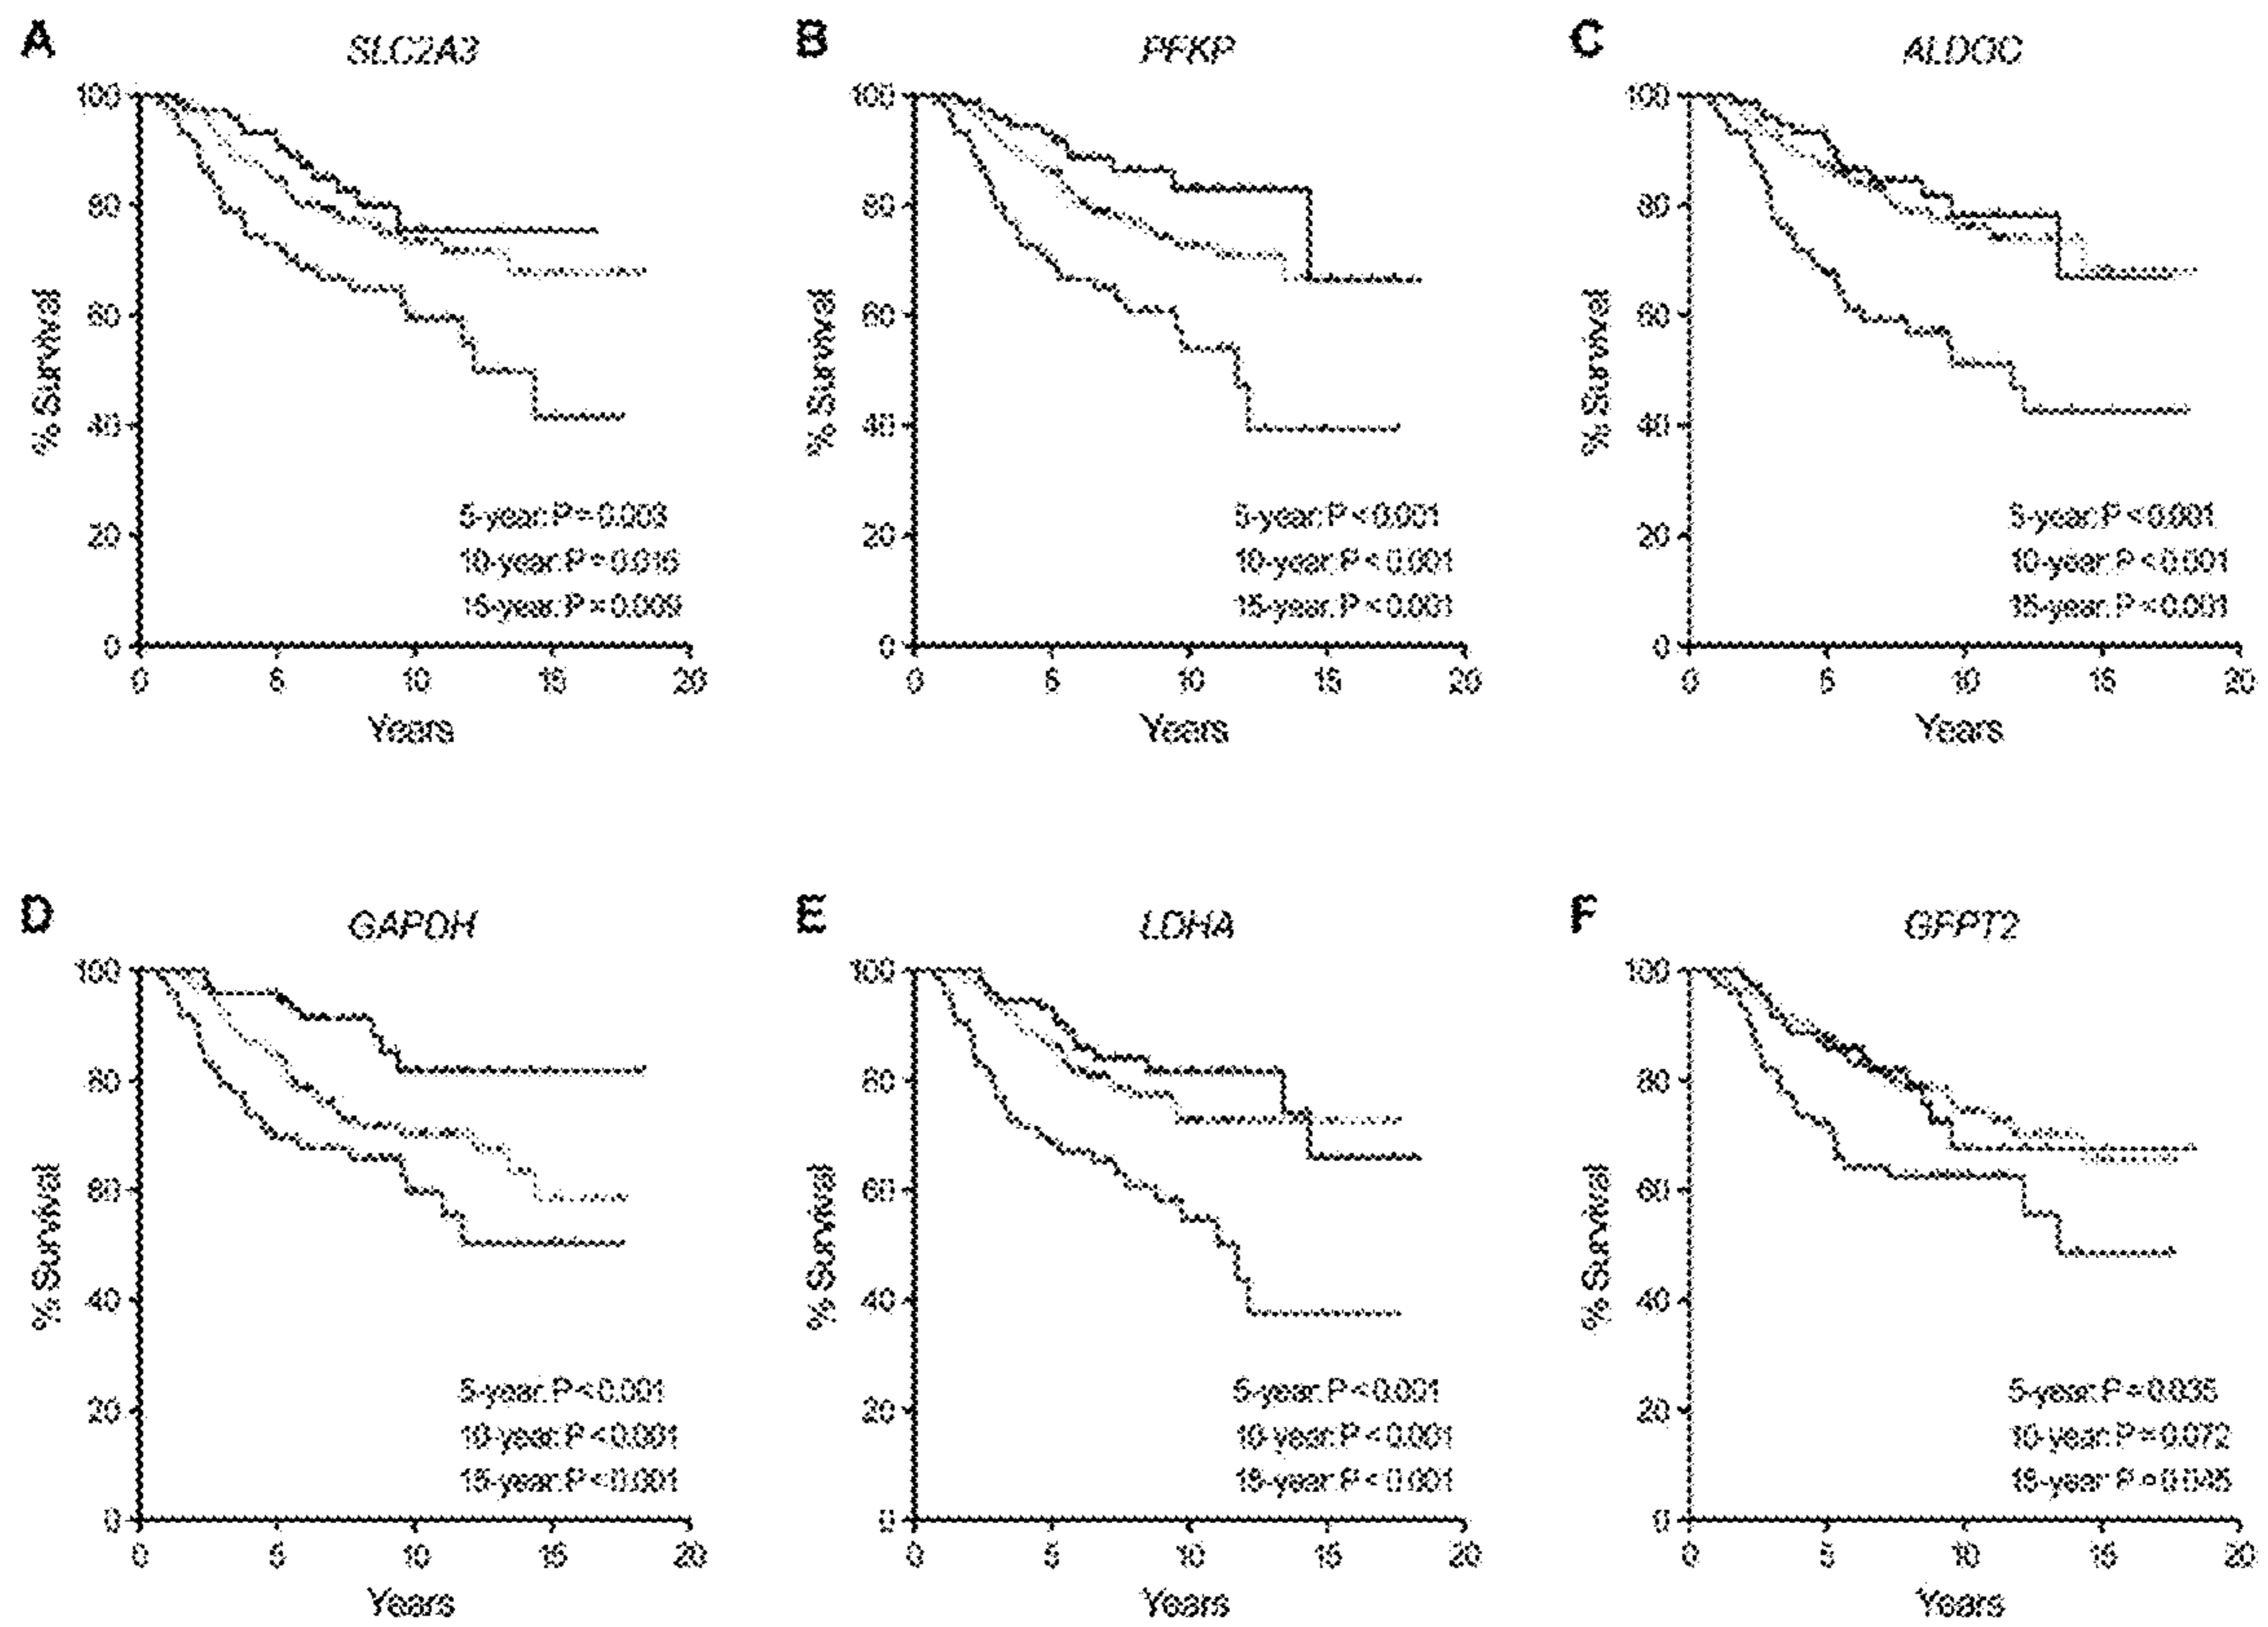 A
SLC2A3
100
80
60
40
20
0
% Survival
5-year: P = 0.003
10-year: P = 0.016
15-year: P = 0.009
0 5 10 15 20
Years
B
PFKP
100
80
60
40
20
0
% Survival
5-year: P < 0.001
10-year: P < 0.001
15-year: P < 0.001
0 5 10 15 20
Years
C
ALDOC
100
80
60
40
20
0
% Survival
5-year: P < 0.001
10-year: P < 0.001
15-year: P < 0.001
0 5 10 15 20
Years
D
GAPDH
100
80
60
40
20
0
% Survival
5-year: P < 0.001
10-year: P < 0.001
15-year: P < 0.001
0 5 10 15 20
Years
E
LDHA
100
80
60
40
20
0
% Survival
5-year: P < 0.001
10-year: P < 0.001
15-year: P < 0.001
0 5 10 15 20
Years
F
GFPT2
100
80
60
40
20
0
% Survival
5-year: P = 0.035
10-year: P = 0.072
15-year: P =
0 5 10 15 20
Years